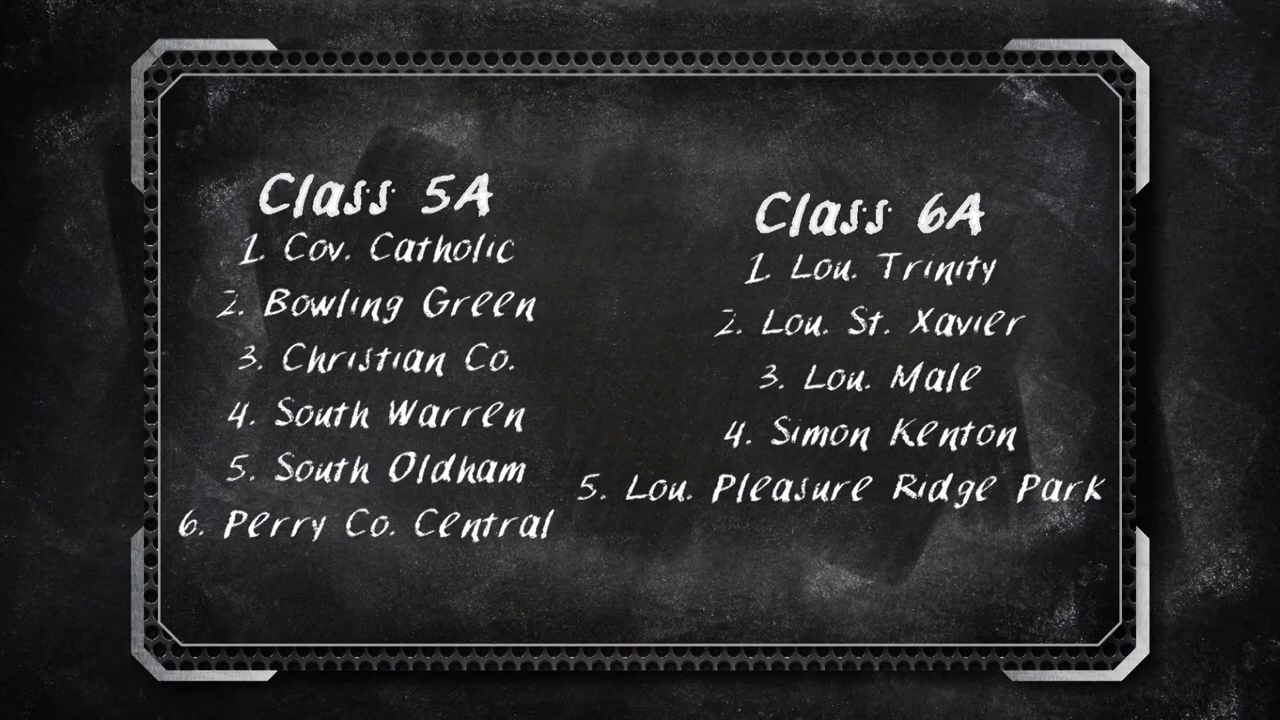 Class 5A
1. Cov. Catholic
2. Bowling Green
3. Christian Co.
4. South Warren
5. South Oldham
6. Perry Co. Central
Class 6A
1. Lou. Trinity
2. Lou. St. Xavier
3. Lou. Male
4. Simon Kenton
5. Lou. Pleasure Ridge Park